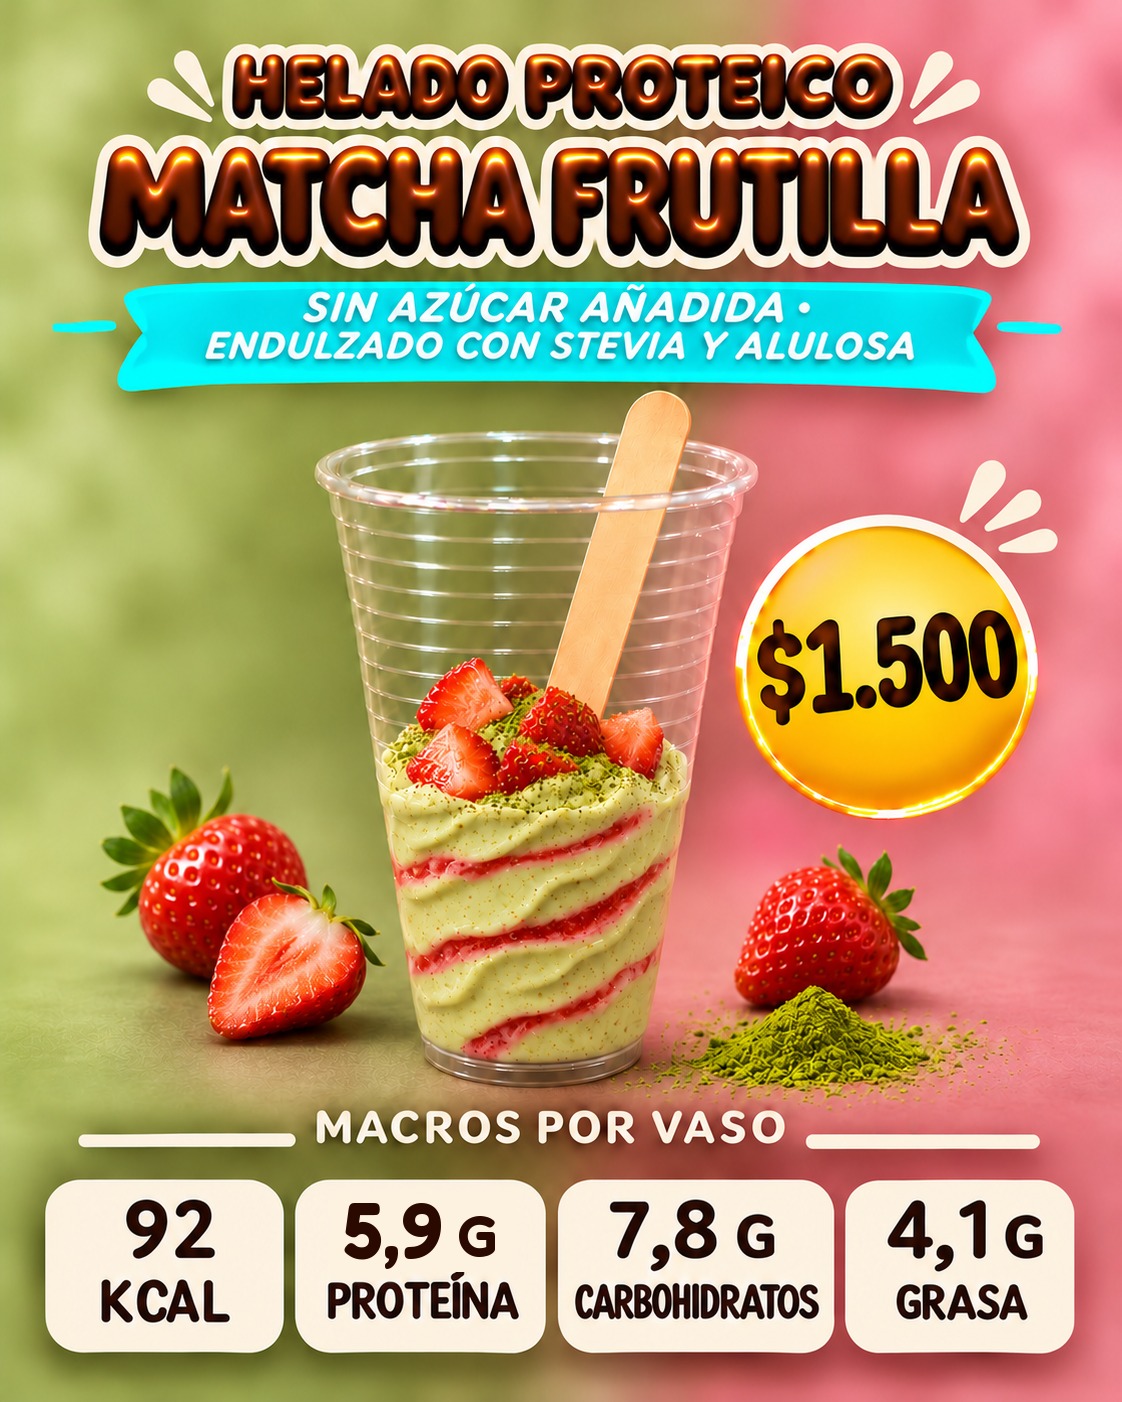 HELADO PROTEICO
MATCHA FRUTILLA
SIN AZÚCAR AÑADIDA •
ENDULZADO CON STEVIA Y ALULOSA
$1.500
MACROS POR VASO
92
KCAL
5,9 G
PROTEÍNA
7,8 G
CARBOHIDRATOS
4,1 G
GRASA